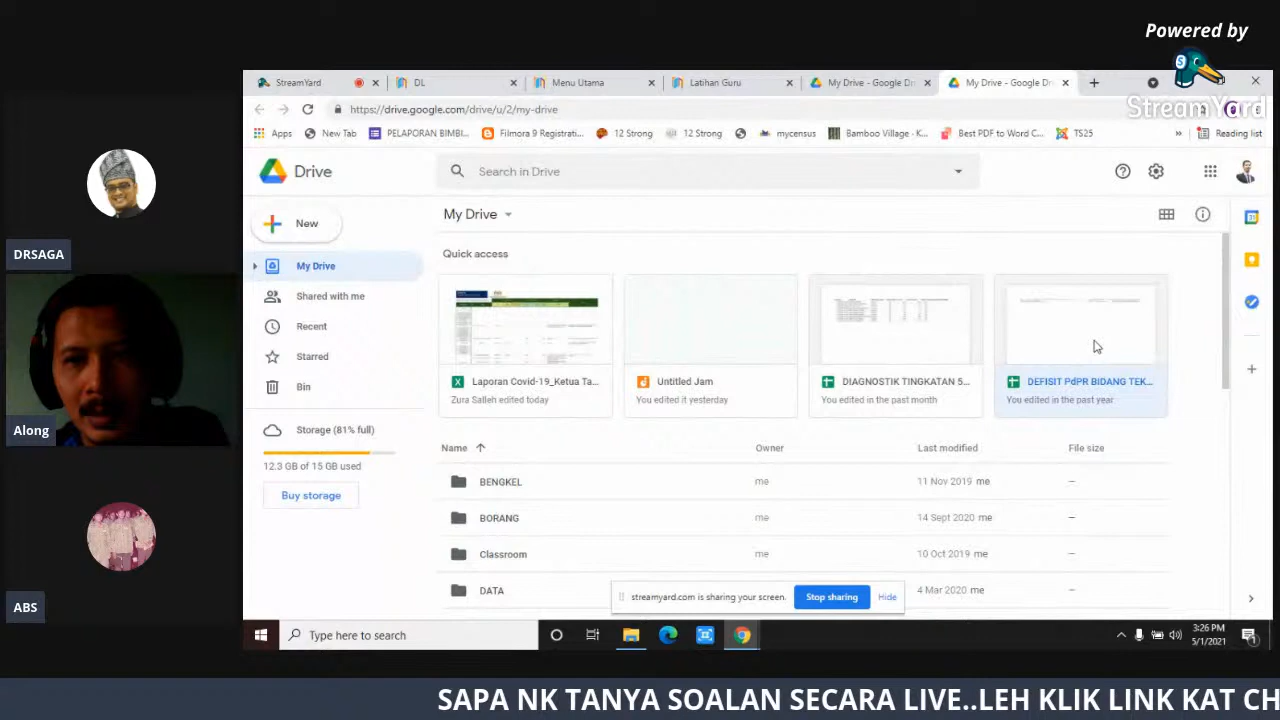 Powered by
StreamYard
StreamYard
DL
Menu Utama
Latihan Guru
My Drive - Google Dr
My Drive - Google Dr
https://drive.google.com/drive/u/2/my-drive
Apps
New Tab
PELAPORAN BIMBI...
Filmora 9 Registrati...
12 Strong
12 Strong
mycensus
Bamboo Village - K...
Best PDF to Word C...
TS25
»
Reading list
Drive
Search in Drive
New
My Drive
Shared with me
Recent
Starred
Bin
Storage (81% full)
12.3 GB of 15 GB used
Buy storage
My Drive
Quick access
Laporan Covid-19_Ketua Ta...
Zura Salleh edited today
Untitled Jam
You edited it yesterday
DIAGNOSTIK TINGKATAN 5...
You edited in the past month
DEFISIT PdPR BIDANG TEK...
You edited in the past year
Name
Owner
Last modified
File size
BENGKEL
me
11 Nov 2019 me
–
BORANG
me
14 Sept 2020 me
–
Classroom
me
10 Oct 2019 me
–
DATA
4 Mar 2020 me
–
streamyard.com is sharing your screen.
Stop sharing
Hide
Type here to search
3:26 PM
5/1/2021
DRSAGA
Along
ABS
SAPA NK TANYA SOALAN SECARA LIVE..LEH KLIK LINK KAT CH